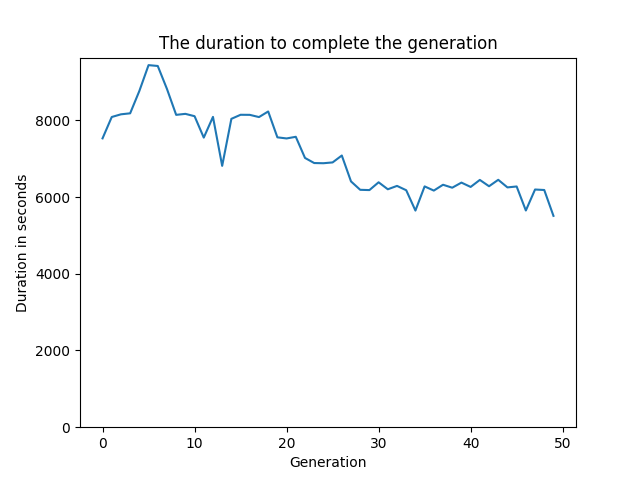 The duration to complete the generation
Duration in seconds
8000
6000
4000
2000
0
0 10 20 30 40 50
Generation